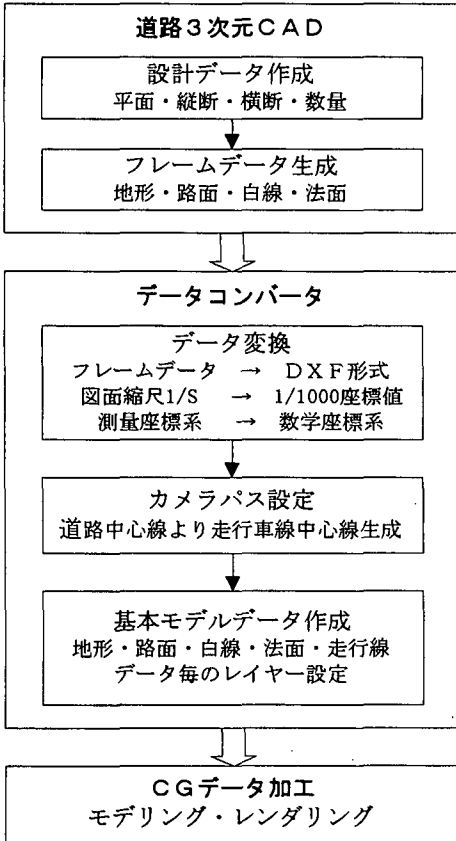 道路3次元CAD
設計データ作成
平面・縦断・横断・数量
フレームデータ生成
地形・路面・白線・法面
データコンバータ
データ変換
フレームデータ → DXF形式
図面縮尺1/S → 1/1000座標値
測量座標系 → 数学座標系
カメラパス設定
道路中心線より走行車線中心線生成
基本モデルデータ作成
地形・路面・白線・法面・走行線
データ毎のレイヤー設定
CGデータ加工
モデリング・レンダリング